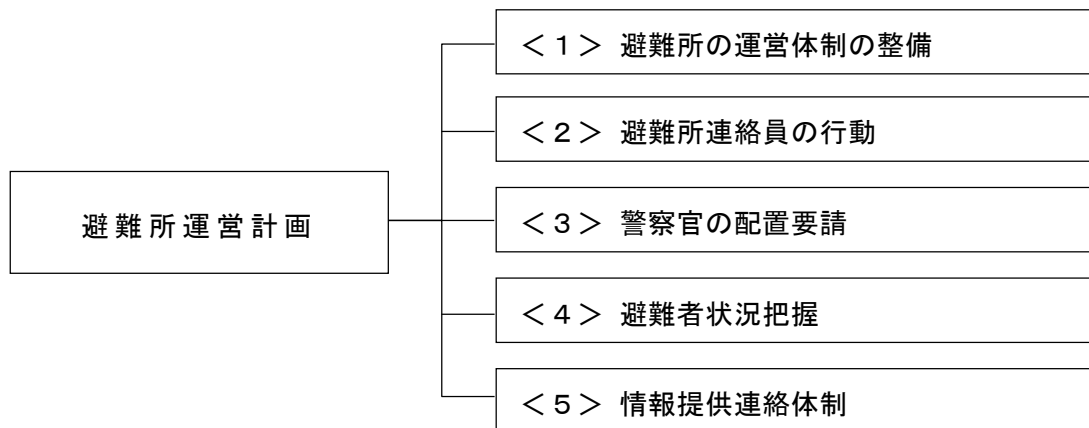 避難所運営計画
＜１＞ 避難所の運営体制の整備
＜２＞ 避難所連絡員の行動
＜３＞ 警察官の配置要請
＜４＞ 避難者状況把握
＜５＞ 情報提供連絡体制